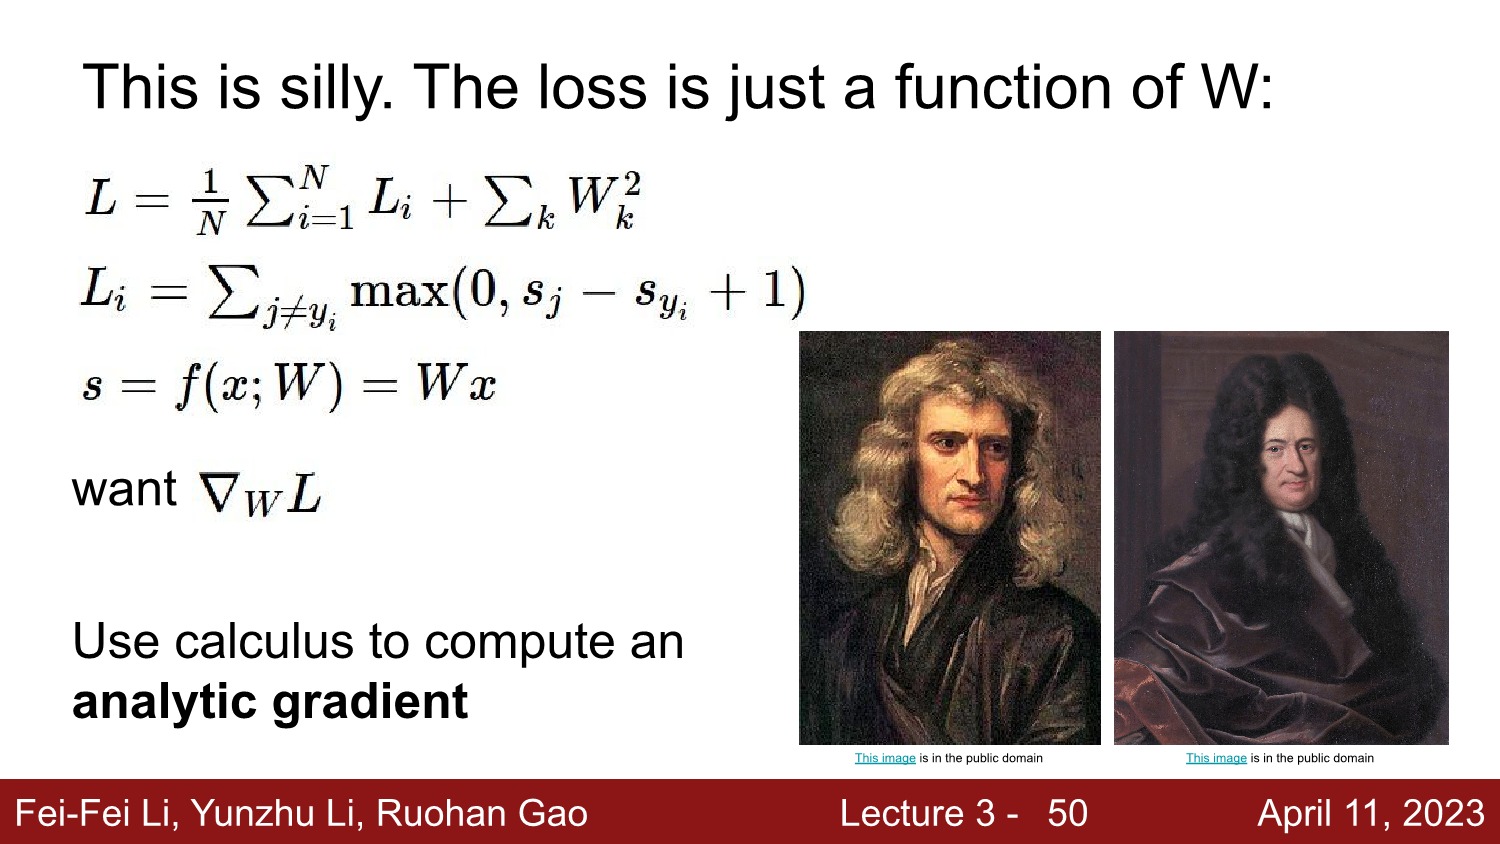 This is silly. The loss is just a function of W:
L = \frac{1}{N} \sum_{i=1}^{N} L_i + \sum_k W_k^2
L_i = \sum_{j \neq y_i} \max(0, s_j - s_{y_i} + 1)
s = f(x; W) = Wx
want \nabla_W L
Use calculus to compute an
analytic gradient
This image is in the public domain
This image is in the public domain
Fei-Fei Li, Yunzhu Li, Ruohan Gao Lecture 3 - 50 April 11, 2023